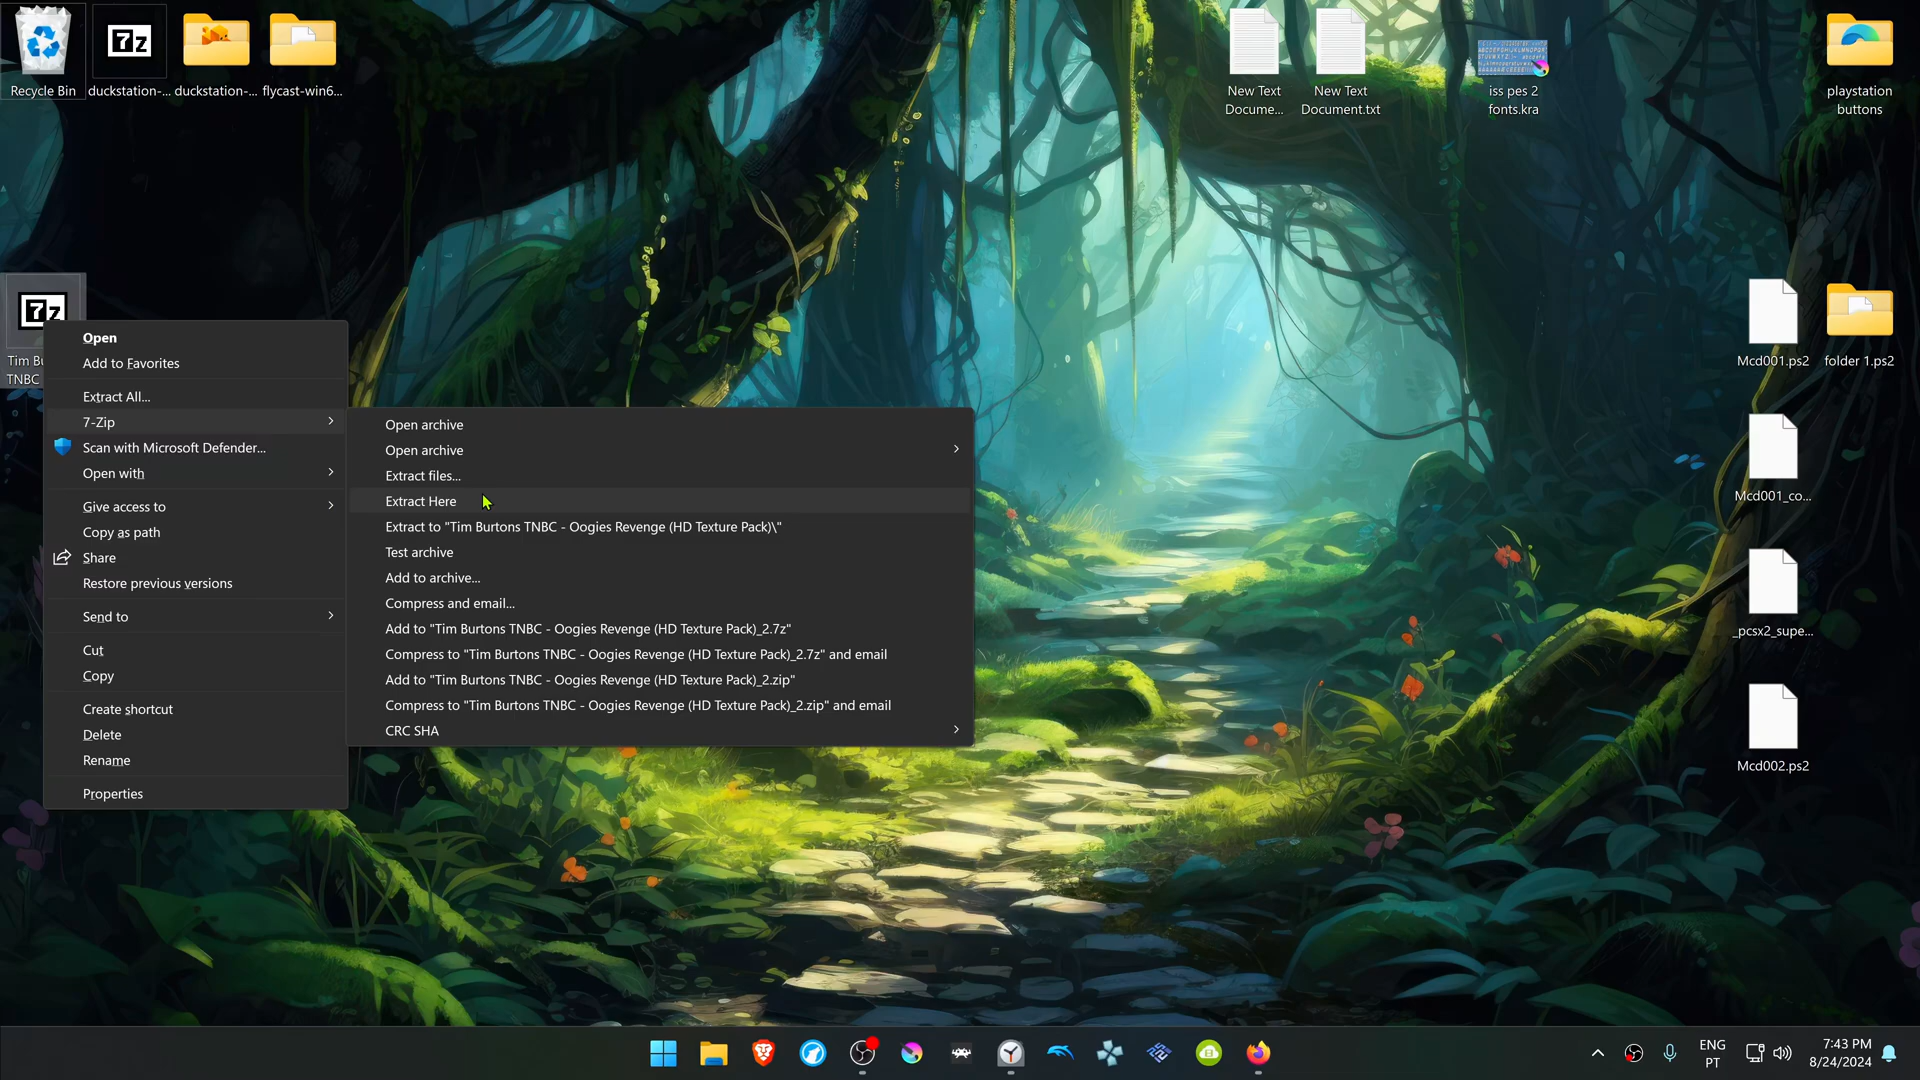 Recycle Bin
duckstation-...
duckstation-...
flycast-win6...
New Text
Docume...
New Text
Document.txt
iss pes 2
fonts.kra
playstation
buttons
7z
7z
Tim Bu
TNBC
Open
Add to Favorites
Extract All...
7-Zip
Scan with Microsoft Defender...
Open with
Give access to
Copy as path
Share
Restore previous versions
Send to
Cut
Copy
Create shortcut
Delete
Rename
Properties
Open archive
Open archive
Extract files...
Extract Here
Extract to "Tim Burtons TNBC - Oogies Revenge (HD Texture Pack)\"
Test archive
Add to archive...
Compress and email...
Add to "Tim Burtons TNBC - Oogies Revenge (HD Texture Pack)_2.7z"
Compress to "Tim Burtons TNBC - Oogies Revenge (HD Texture Pack)_2.7z" and email
Add to "Tim Burtons TNBC - Oogies Revenge (HD Texture Pack)_2.zip"
Compress to "Tim Burtons TNBC - Oogies Revenge (HD Texture Pack)_2.zip" and email
CRC SHA
Mcd001.ps2
folder 1.ps2
Mcd001_co...
_pcsx2_supe...
Mcd002.ps2
ENG
PT
7:43 PM
8/24/2024